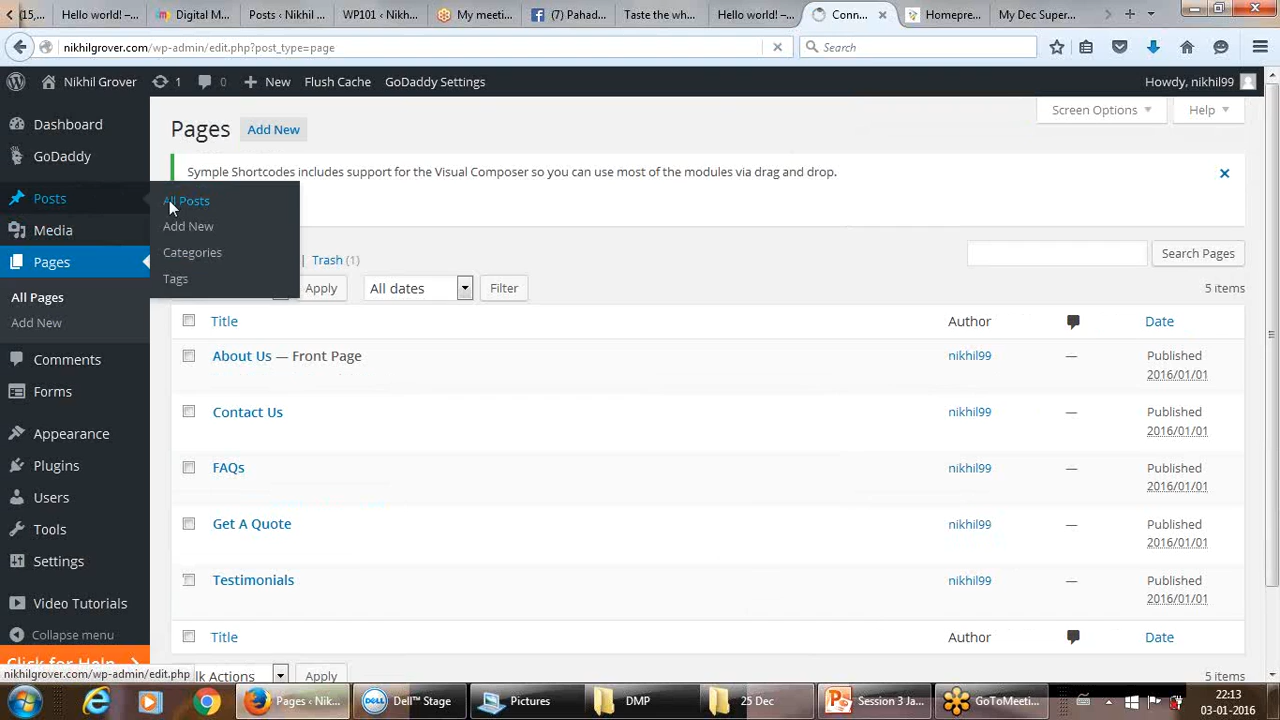 15,
Hello world! –...
Digital M...
Posts ‹ Nikhil ...
WP101 ‹ Nikh...
My meeti...
(7) Pahad...
Taste the wh...
Hello world! –...
Conn...
Homepre...
My Dec Super...
nikhilgrover.com/wp-admin/edit.php?post_type=page
Search
Nikhil Grover
1
0
New
Flush Cache
GoDaddy Settings
Howdy, nikhil99
Dashboard
GoDaddy
Posts
Media
Pages
All Pages
Add New
Comments
Forms
Appearance
Plugins
Users
Tools
Settings
Video Tutorials
Collapse menu
Click for Help
All Posts
Add New
Categories
Tags
Pages
Add New
Screen Options
Help
Symple Shortcodes includes support for the Visual Composer so you can use most of the modules via drag and drop.
| Trash (1)
Search Pages
Apply
All dates
Filter
5 items
Title
Author
Date
About Us — Front Page
nikhil99
—
Published
2016/01/01
Contact Us
nikhil99
—
Published
2016/01/01
FAQs
nikhil99
—
Published
2016/01/01
Get A Quote
nikhil99
—
Published
2016/01/01
Testimonials
nikhil99
—
Published
2016/01/01
Title
Author
Date
lk Actions
Apply
5 items
nikhilgrover.com/wp-admin/edit.php
Pages ‹ Nik...
Dell™ Stage
Pictures
DMP
25 Dec
Session 3 Ja...
GoToMeeti...
22:13
03-01-2016